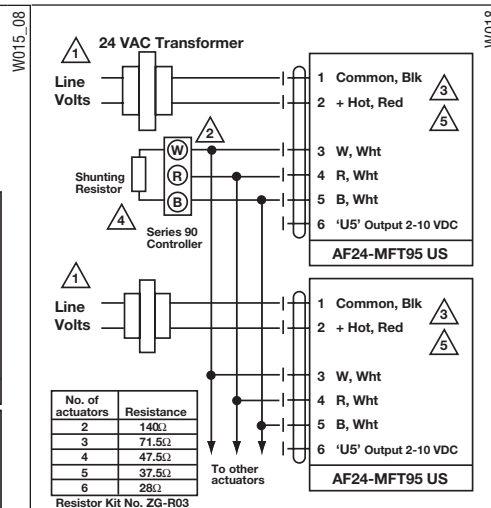 W015_08
W018
24 VAC Transformer
1
Line
Volts
1 Common, Blk
2 + Hot, Red
3
5
2
W
R
B
Shunting
Resistor
4
Series 90
Controller
3 W, Wht
4 R, Wht
5 B, Wht
6 ‘U5’ Output 2-10 VDC
AF24-MFT95 US
1
Line
Volts
1 Common, Blk
2 + Hot, Red
3
5
3 W, Wht
4 R, Wht
5 B, Wht
6 ‘U5’ Output 2-10 VDC
AF24-MFT95 US
To other
actuators
No. of
actuators Resistance
2 140Ω
3 71.5Ω
4 47.5Ω
5 37.5Ω
6 28Ω
Resistor Kit No. ZG-R03